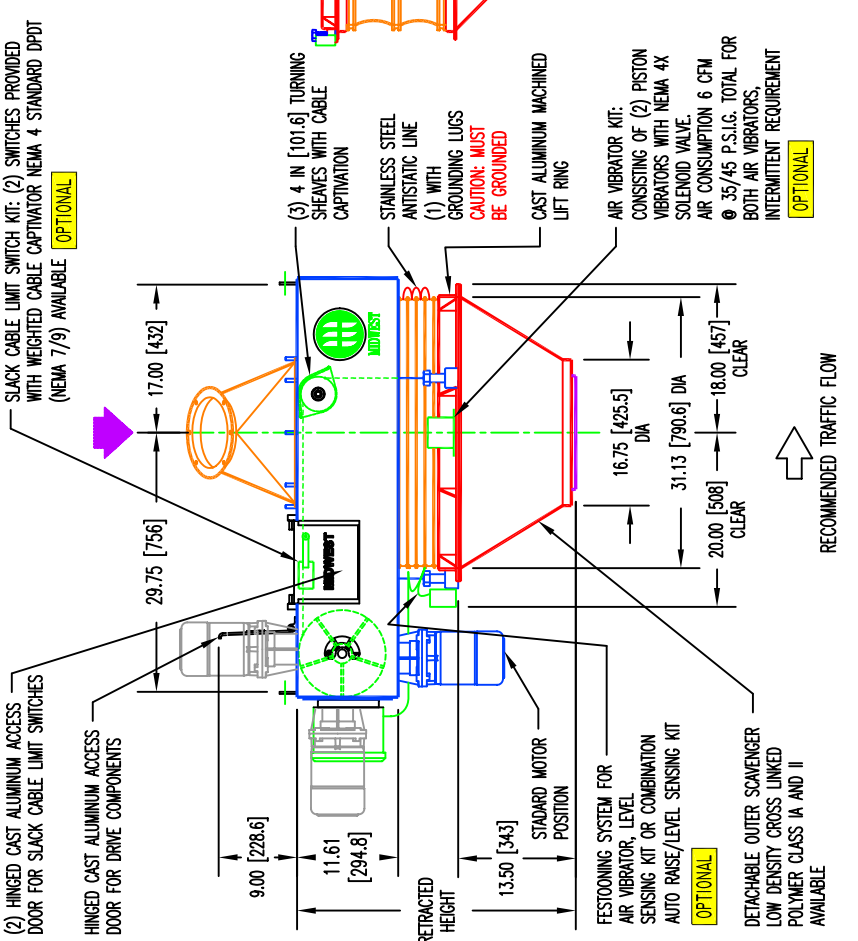 SLACK CABLE LIMIT SWITCH KIT: (2) SWITCHES PROVIDED
WITH WEIGHTED CABLE CAPTIVATOR NEMA 4 STANDARD DPDT
(NEMA 7/9) AVAILABLE OPTIONAL
(2) HINGED CAST ALUMINUM ACCESS
DOOR FOR SLACK CABLE LIMIT SWITCHES
HINGED CAST ALUMINUM ACCESS
DOOR FOR DRIVE COMPONENTS
29.75 [756]
17.00 [432]
9.00 [228.6]
11.61
[294.8]
RETRACTED
HEIGHT
13.50 [343]
MIDWEST
MIDWEST
(3) 4 IN [101.6] TURNING
SHEAVES WITH CABLE
CAPTIVATION
STAINLESS STEEL
ANTISTATIC LINE
(1) WITH
GROUNDING LUGS
CAUTION: MUST
BE GROUNDED
CAST ALUMINUM MACHINED
LIFT RING
AIR VIBRATOR KIT:
CONSISTING OF (2) PISTON
VIBRATORS WITH NEMA 4X
SOLENOID VALVE.
AIR CONSUMPTION 6 CFM
@ 35/45 P.S.I.G. TOTAL FOR
BOTH AIR VIBRATORS,
INTERMITTENT REQUIREMENT
OPTIONAL
16.75 [425.5]
DIA
31.13 [790.6] DIA
20.00 [508]
CLEAR
18.00 [457]
CLEAR
STADARD MOTOR
POSITION
FESTOONING SYSTEM FOR
AIR VIBRATOR, LEVEL
SENSING KIT OR COMBINATION
AUTO RAISE/LEVEL SENSING KIT
OPTIONAL
DETACHABLE OUTER SCAVENGER
LOW DENSITY CROSS LINKED
POLYMER CLASS IA AND II
AVAILABLE
RECOMMENDED TRAFFIC FLOW